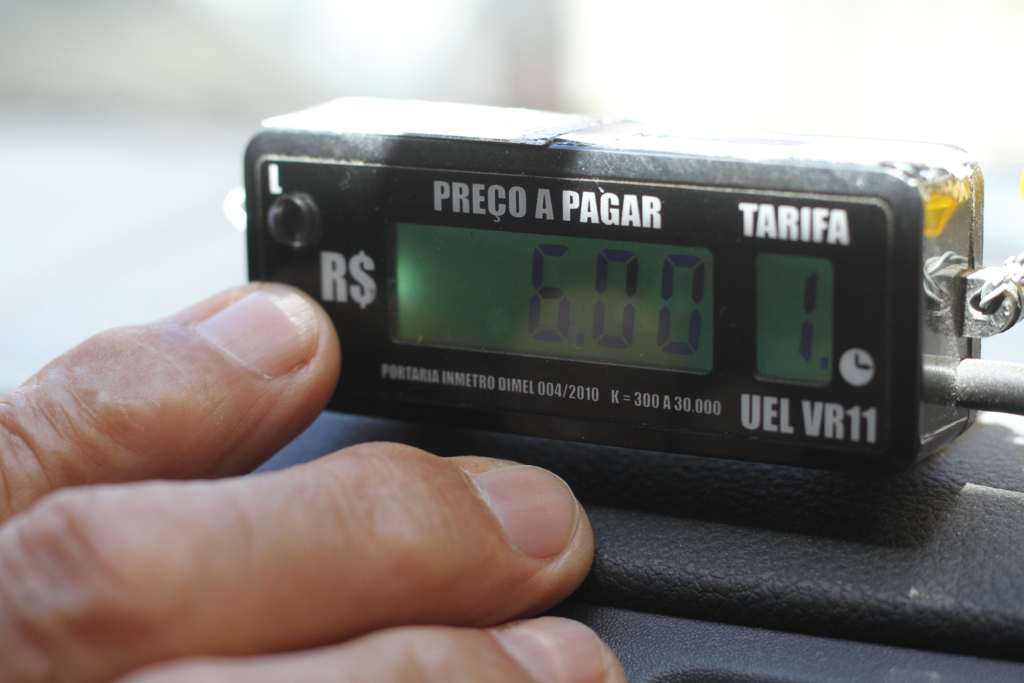 L
PREÇO A PAGAR
TARIFA
R$
6.00
1.
PORTARIA INMETRO DIMEL 004/2010 K = 300 A 30.000
UEL VR11